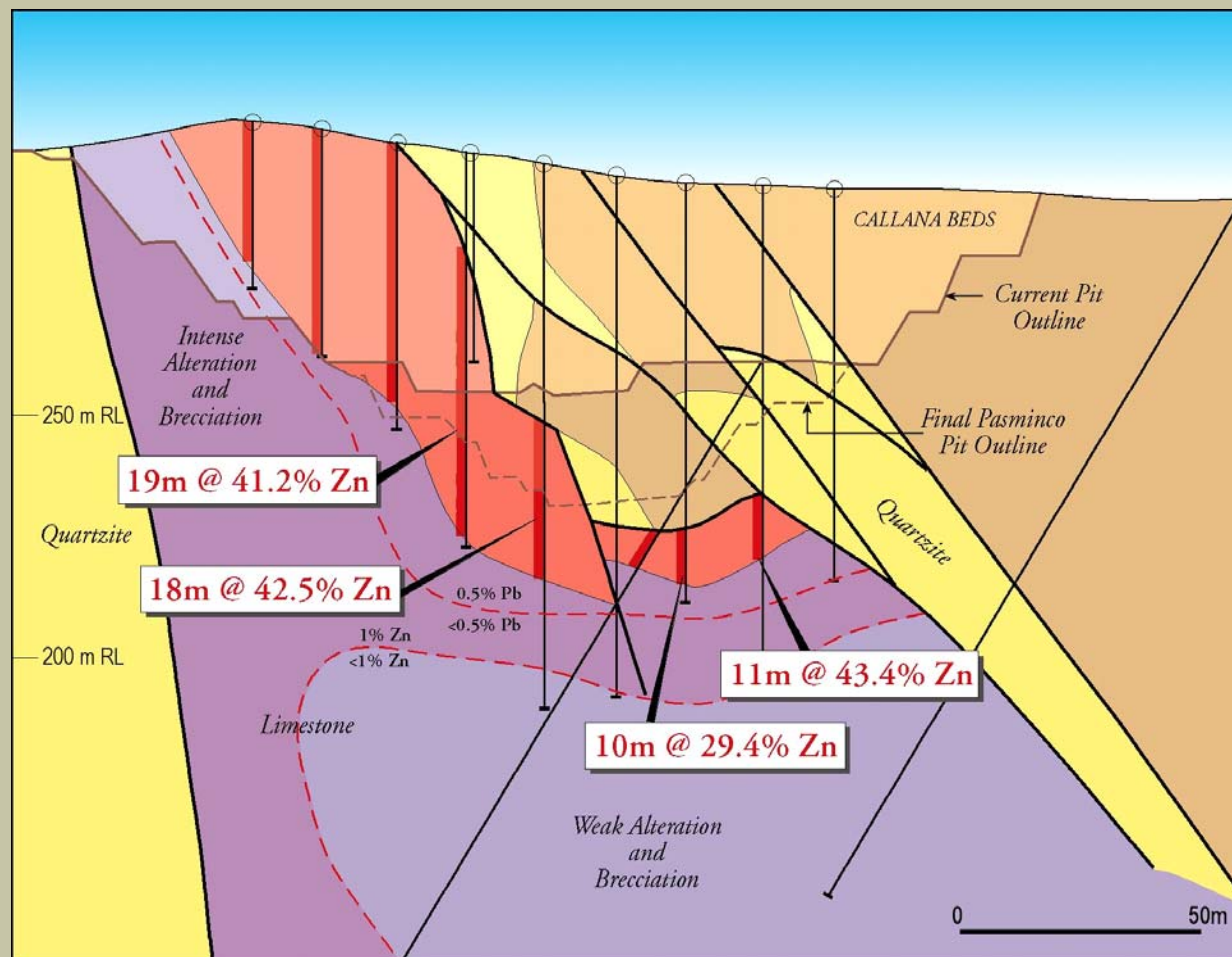 CALLANA BEDS
Current Pit
Outline
Intense
Alteration
and
Brecciation
250 m RL
Final Pasminco
Pit Outline
19m @ 41.2% Zn
Quartzite
Quartzite
18m @ 42.5% Zn
0.5% Pb
<0.5% Pb
1% Zn
<1% Zn
200 m RL
11m @ 43.4% Zn
Limestone
10m @ 29.4% Zn
Weak Alteration
and
Brecciation
0
50m